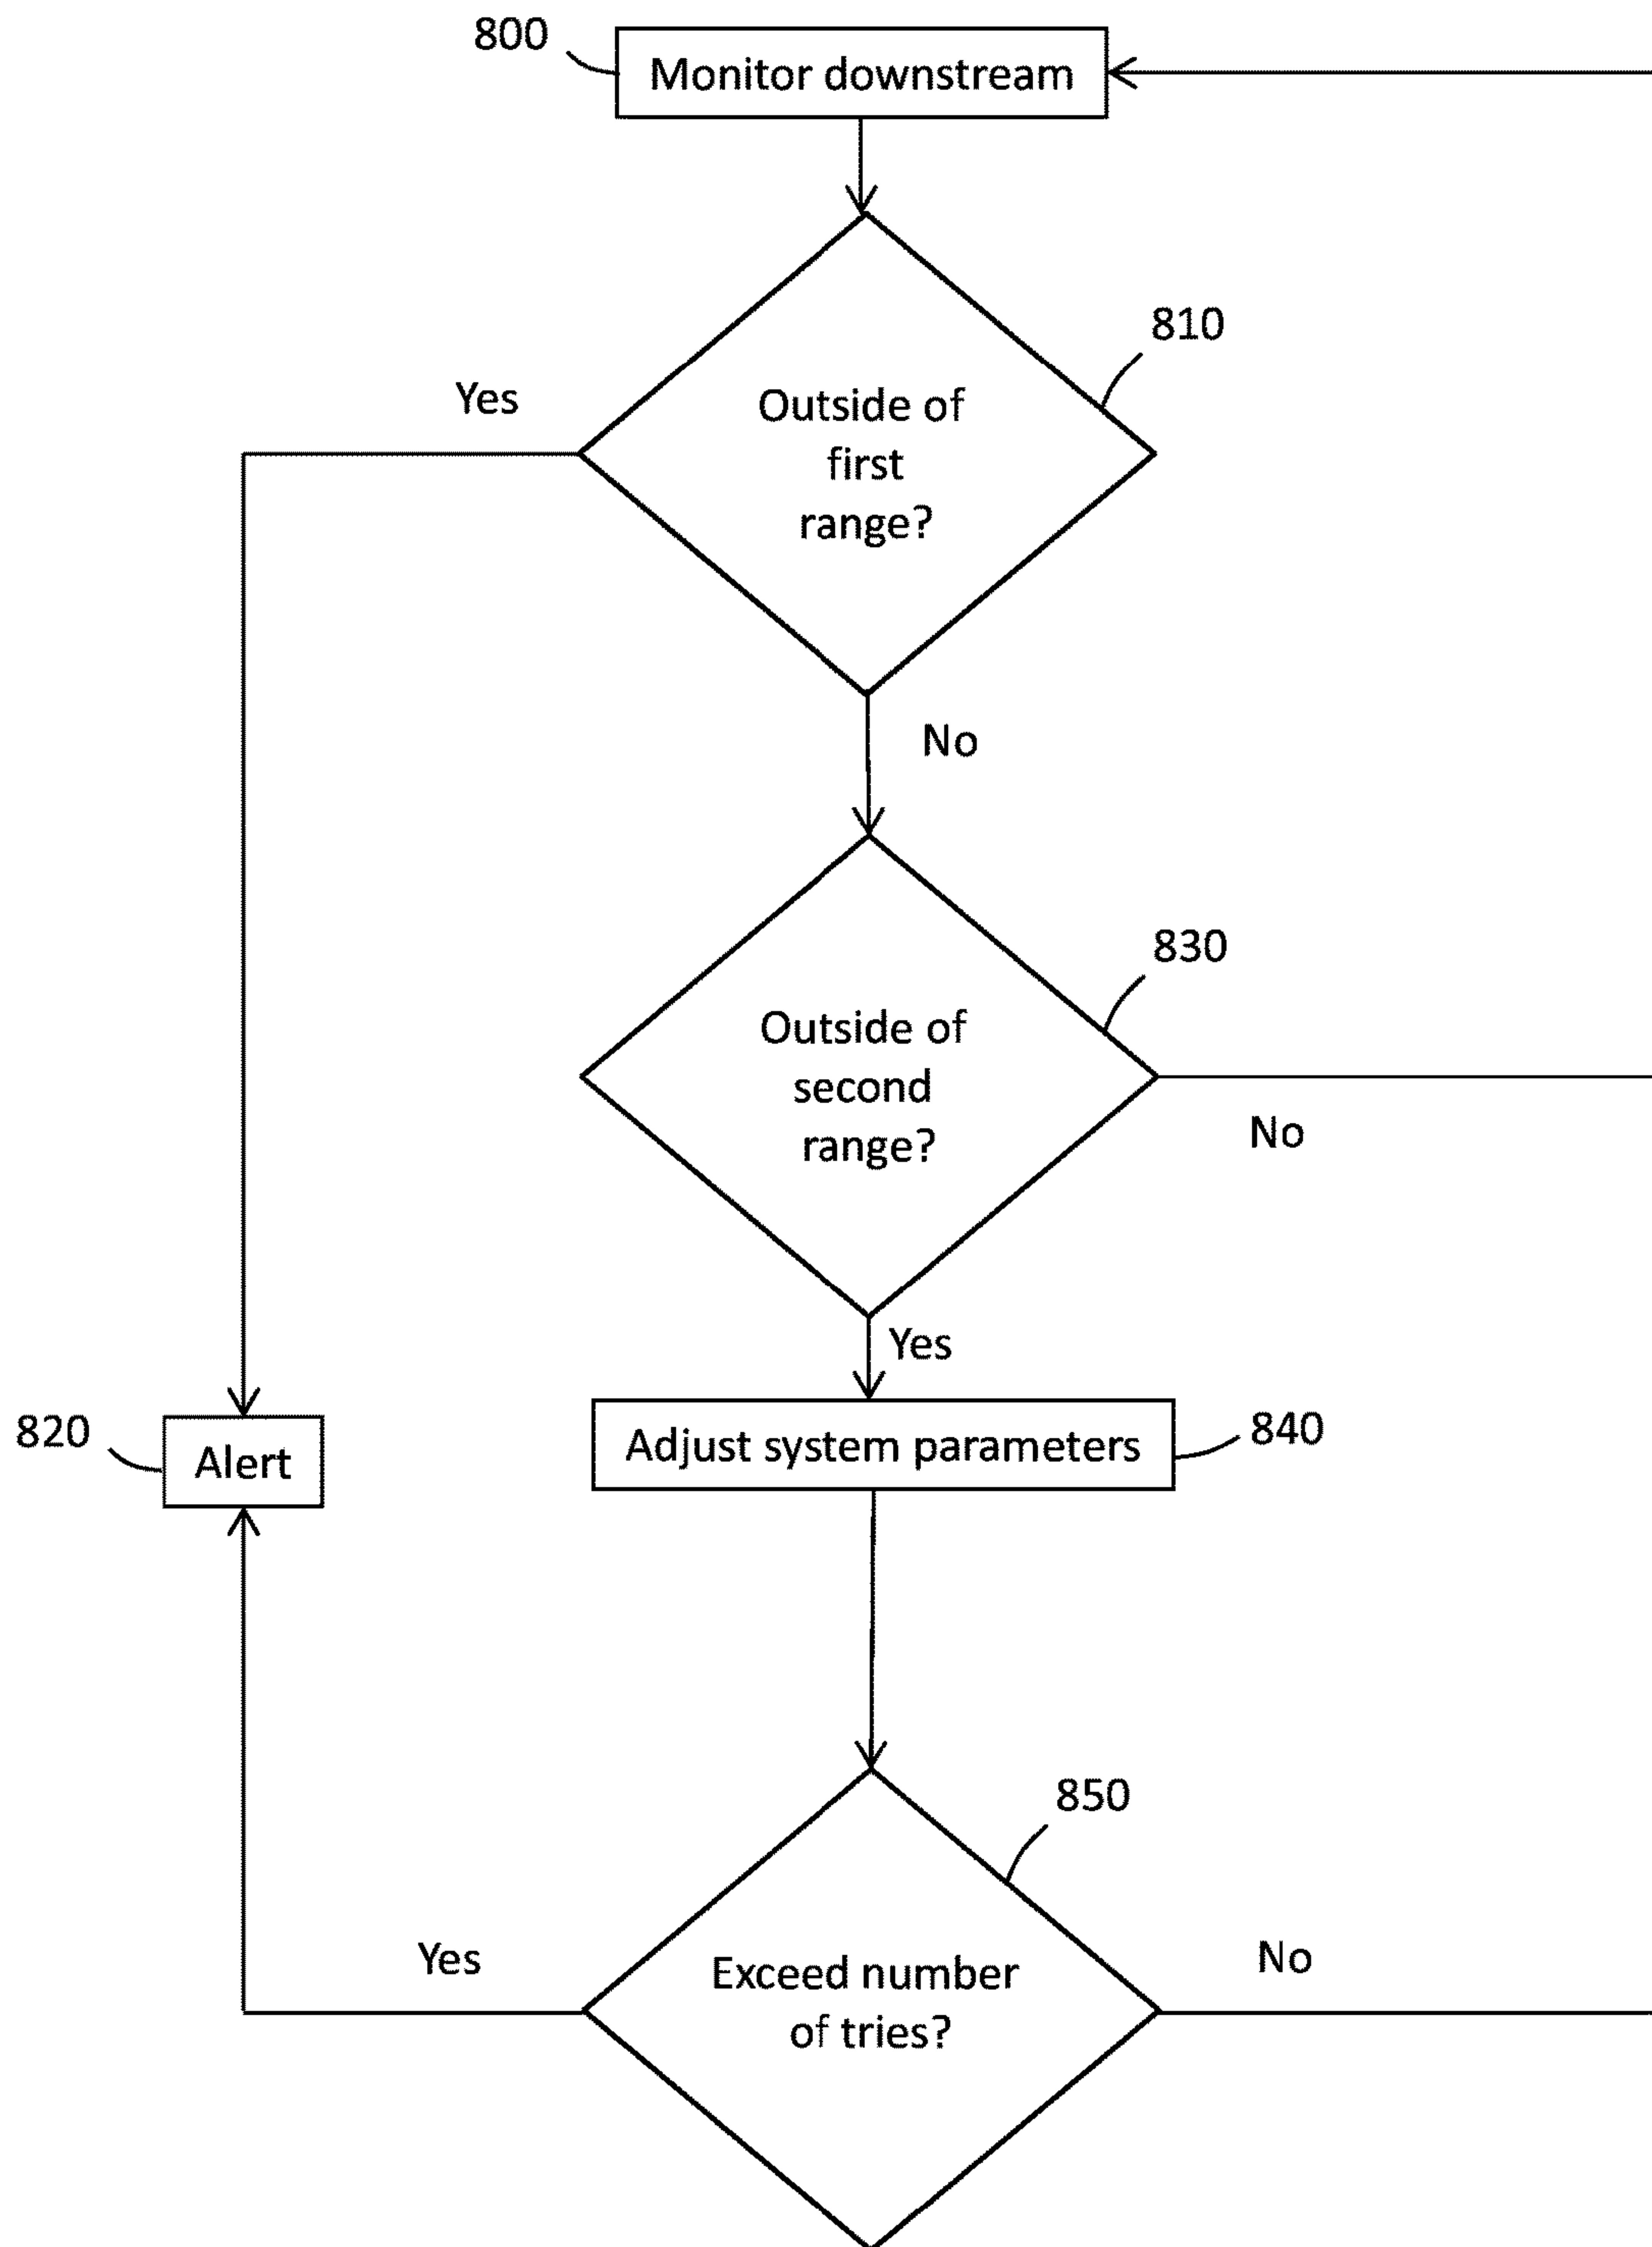 800
Monitor downstream
810
Yes
Outside of
first
range?
No
830
Outside of
second
range?
No
Yes
820
Alert
Adjust system parameters
840
850
Yes
Exceed number
of tries?
No